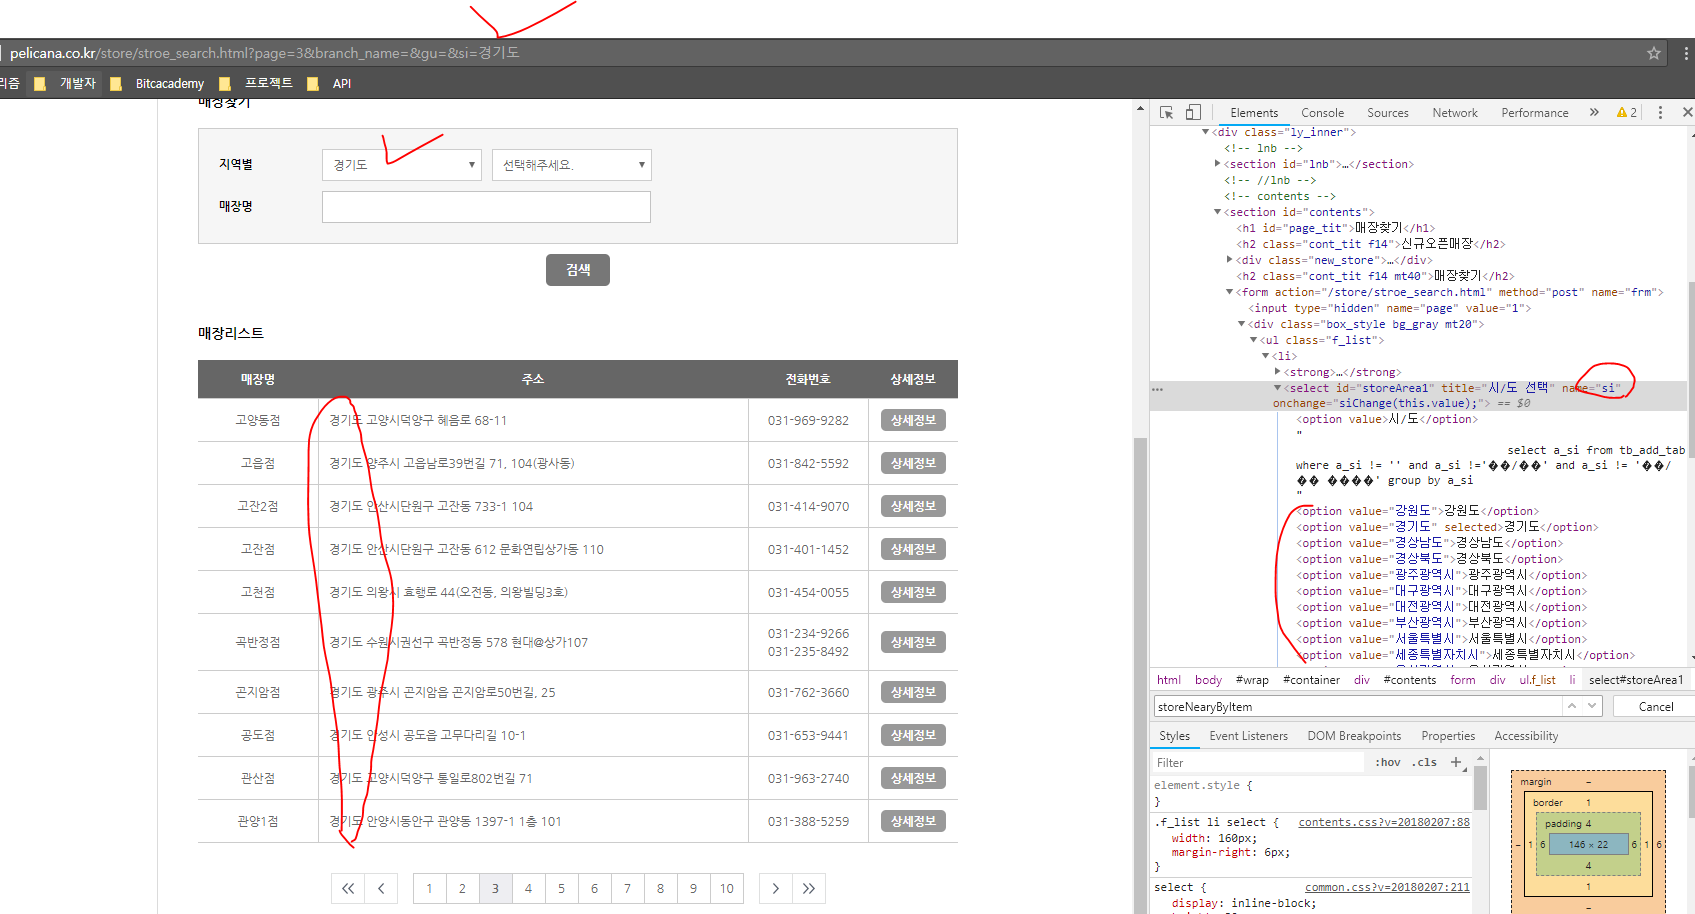 pelicana.co.kr/store/stroe_search.html?page=3&branch_name=&gu=&si=경기도
리즘 개발자 Bitcacademy 프로젝트 API
매장찾기
지역별 경기도 선택해주세요.
매장명
검색
매장리스트
매장명 주소 전화번호 상세정보
고양동점 경기도 고양시덕양구 혜음로 68-11 031-969-9282 상세정보
고읍점 경기도 양주시 고읍남로39번길 71, 104(광사동) 031-842-5592 상세정보
고잔2점 경기도 안산시단원구 고잔동 733-1 104 031-414-9070 상세정보
고잔점 경기도 안산시단원구 고잔동 612 문화연립상가동 110 031-401-1452 상세정보
고천점 경기도 의왕시 효행로 44(오전동, 의왕빌딩3호) 031-454-0055 상세정보
곡반정점 경기도 수원시권선구 곡반정동 578 현대@상가107 031-234-9266 031-235-8492 상세정보
곤지암점 경기도 광주시 곤지암읍 곤지암로50번길, 25 031-762-3660 상세정보
공도점 경기도 안성시 공도읍 고무다리길 10-1 031-653-9441 상세정보
관산점 경기도 고양시덕양구 통일로802번길 71 031-963-2740 상세정보
관양1점 경기도 안양시동안구 관양동 1397-1 1층 101 031-388-5259 상세정보
1 2 3 4 5 6 7 8 9 10
Elements Console Sources Network Performance » 2
<div class="ly_inner">
<!-- lnb -->
<section id="lnb">…</section>
<!-- //lnb -->
<!-- contents -->
<section id="contents">
<h1 id="page_tit">매장찾기</h1>
<h2 class="cont_tit f14">신규오픈매장</h2>
<div class="new_store">…</div>
<h2 class="cont_tit f14 mt40">매장찾기</h2>
<form action="/store/stroe_search.html" method="post" name="frm">
<input type="hidden" name="page" value="1">
<div class="box_style bg_gray mt20">
<ul class="f_list">
<li>
<strong>…</strong>
<select id="storeArea1" title="시/도 선택" name="si"
onchange="siChange(this.value);"> == $0
<option value>시/도</option>
"
select a_si from tb_add_tab
where a_si != '' and a_si !='��/��' and a_si != '��/
�� ����' group by a_si
"
<option value="강원도">강원도</option>
<option value="경기도" selected>경기도</option>
<option value="경상남도">경상남도</option>
<option value="경상북도">경상북도</option>
<option value="광주광역시">광주광역시</option>
<option value="대구광역시">대구광역시</option>
<option value="대전광역시">대전광역시</option>
<option value="부산광역시">부산광역시</option>
<option value="서울특별시">서울특별시</option>
<option value="세종특별자치시">세종특별자치시</option>
html body #wrap #container div #contents form div ul.f_list li select#storeArea1
storeNearyByItem Cancel
Styles Event Listeners DOM Breakpoints Properties Accessibility
Filter :hov .cls +
element.style {
}
.f_list li select { contents.css?v=20180207:88
width: 160px;
margin-right: 6px;
}
select { common.css?v=20180207:211
display: inline-block;
margin –
border 1
padding 4
– 1 6 146 × 22 6 1 6
4
1
–